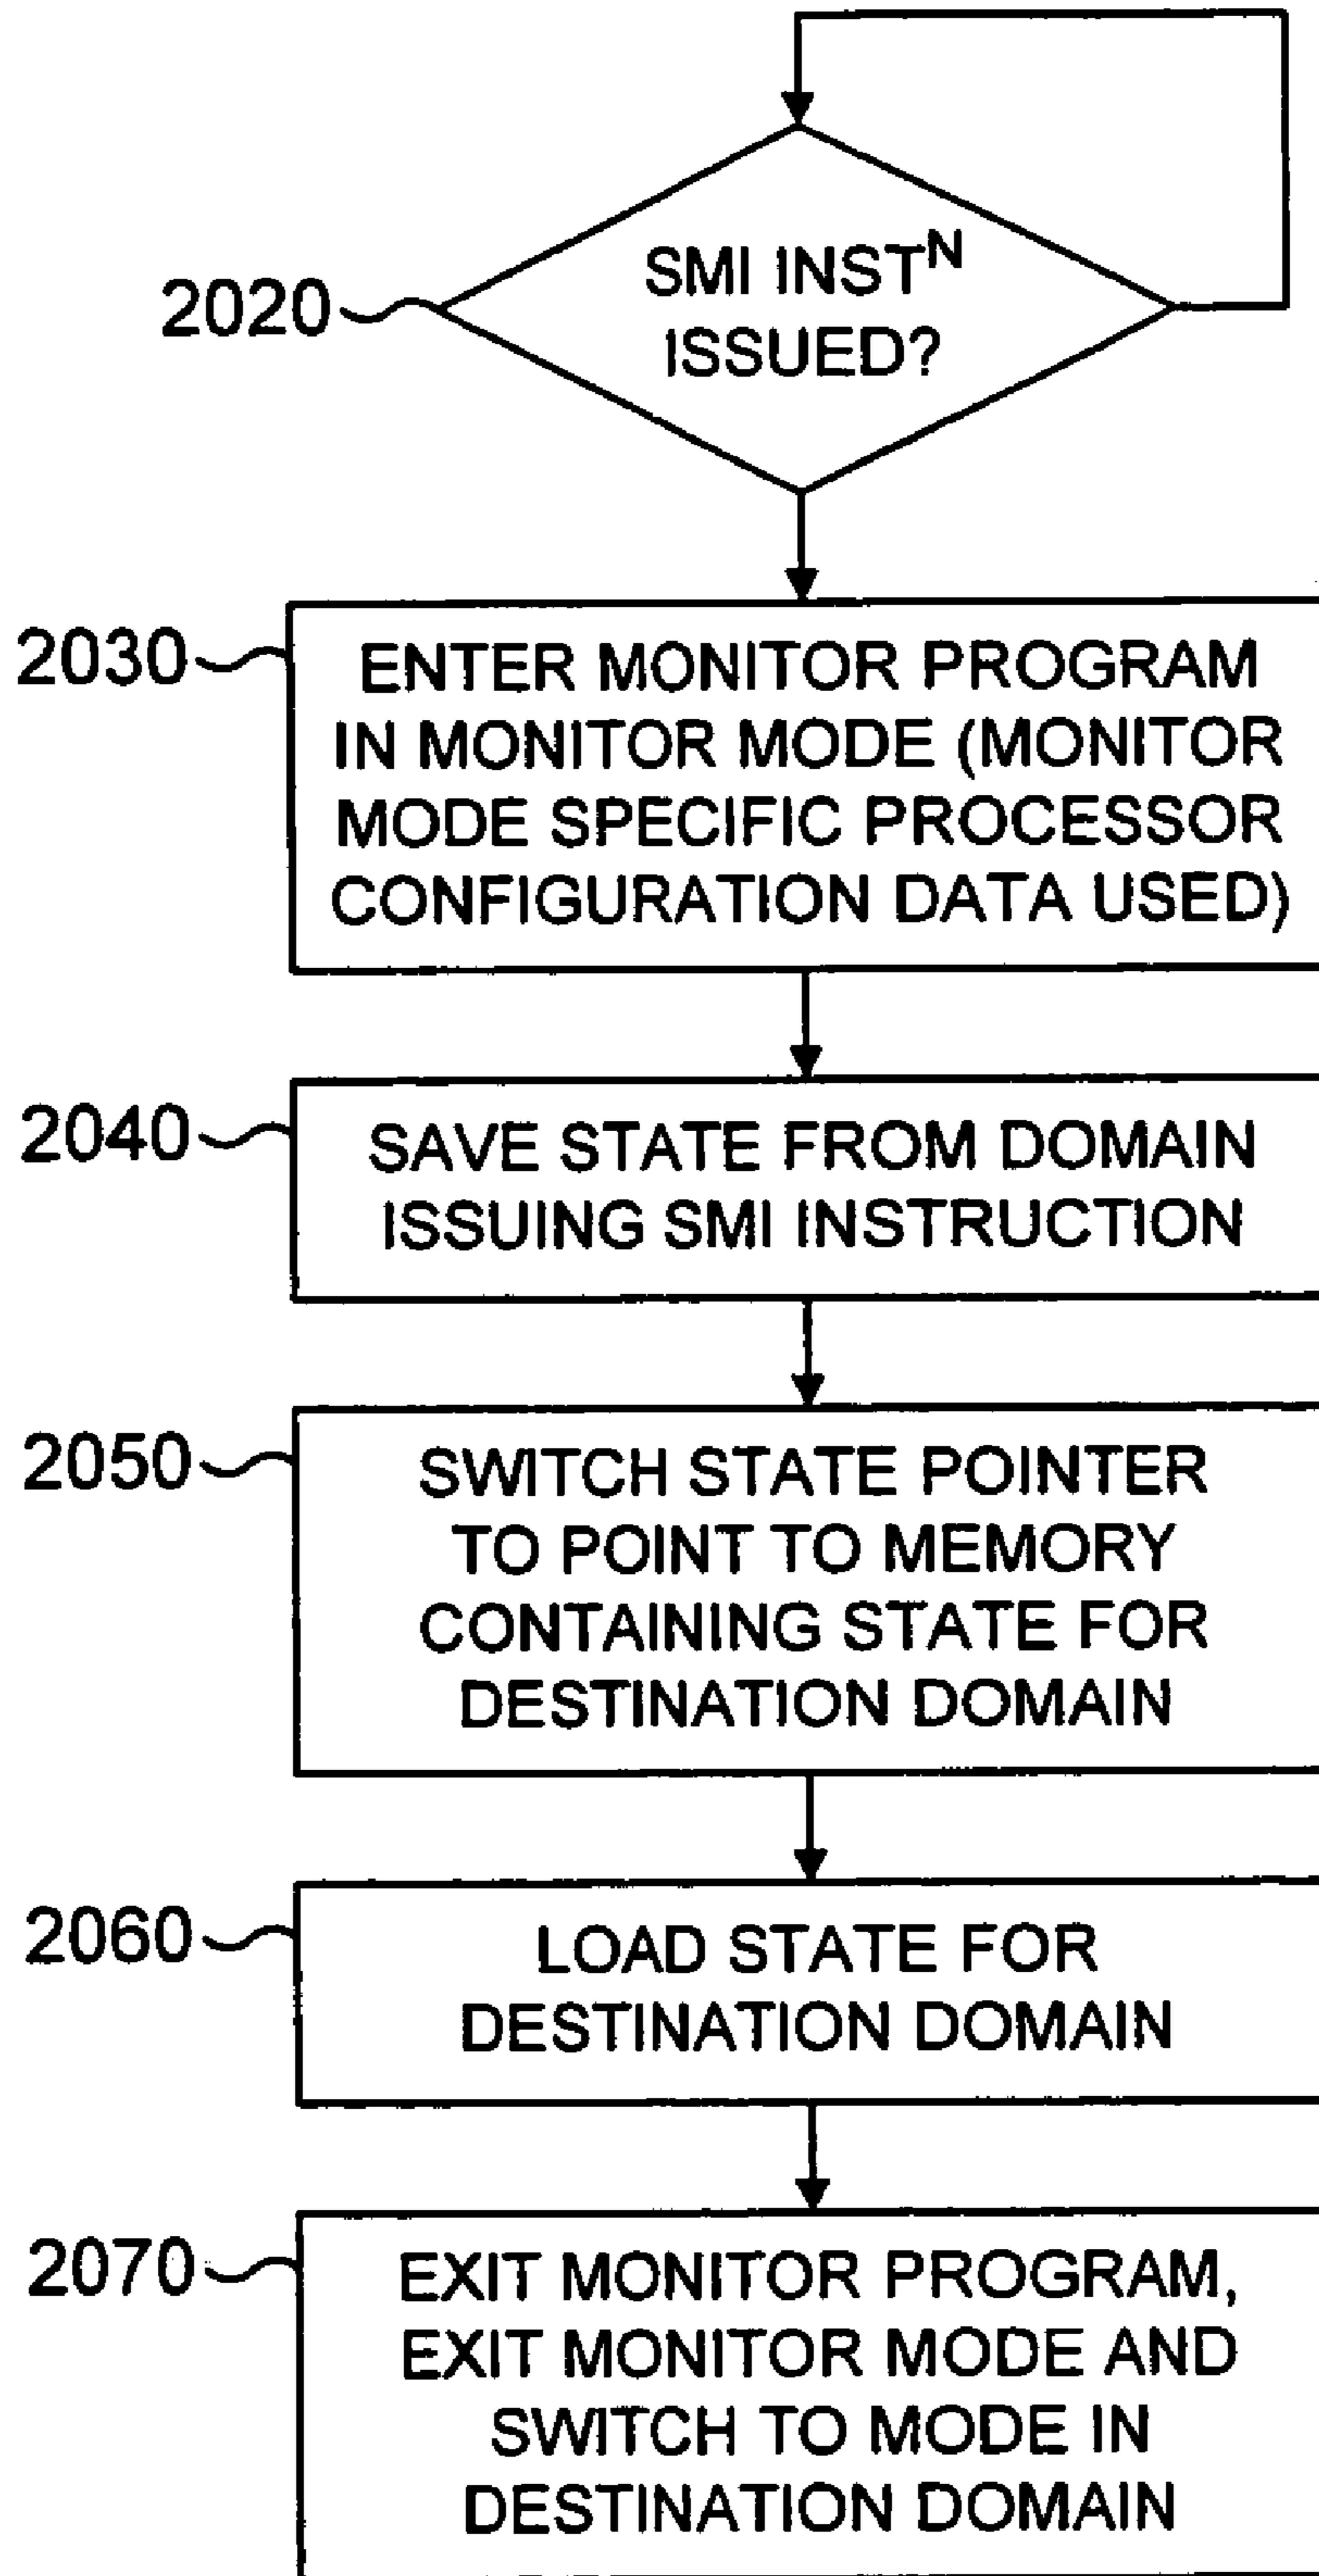 SMI INSTᴺ
ISSUED?
2020
2030
ENTER MONITOR PROGRAM
IN MONITOR MODE (MONITOR
MODE SPECIFIC PROCESSOR
CONFIGURATION DATA USED)
2040
SAVE STATE FROM DOMAIN
ISSUING SMI INSTRUCTION
2050
SWITCH STATE POINTER
TO POINT TO MEMORY
CONTAINING STATE FOR
DESTINATION DOMAIN
2060
LOAD STATE FOR
DESTINATION DOMAIN
2070
EXIT MONITOR PROGRAM,
EXIT MONITOR MODE AND
SWITCH TO MODE IN
DESTINATION DOMAIN